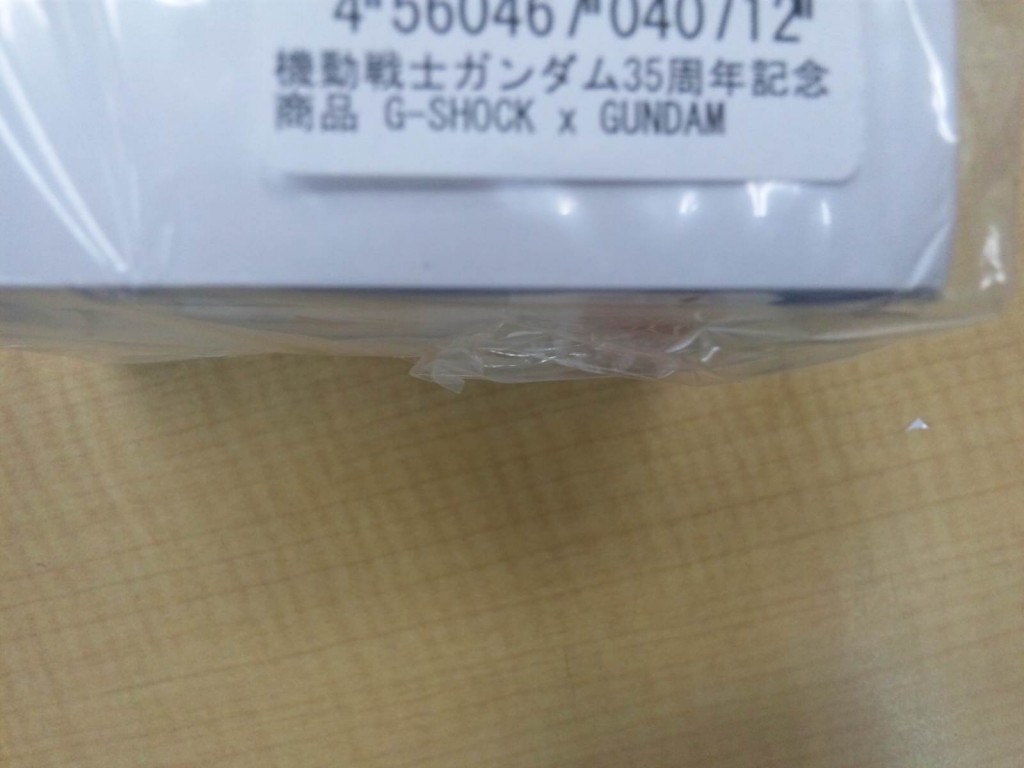 4 560467 040712
機動戦士ガンダム35周年記念
商品 G-SHOCK x GUNDAM